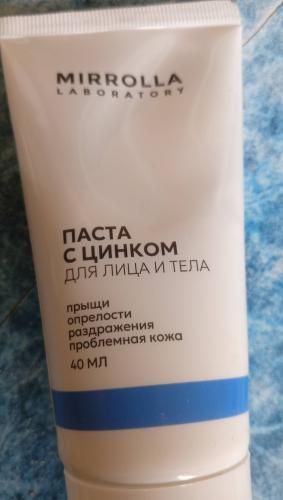 MIRROLLA
LABORATORY
ПАСТА
С ЦИНКОМ
ДЛЯ ЛИЦА И ТЕЛА
прыщи
опрелости
раздражения
проблемная кожа
40 МЛ